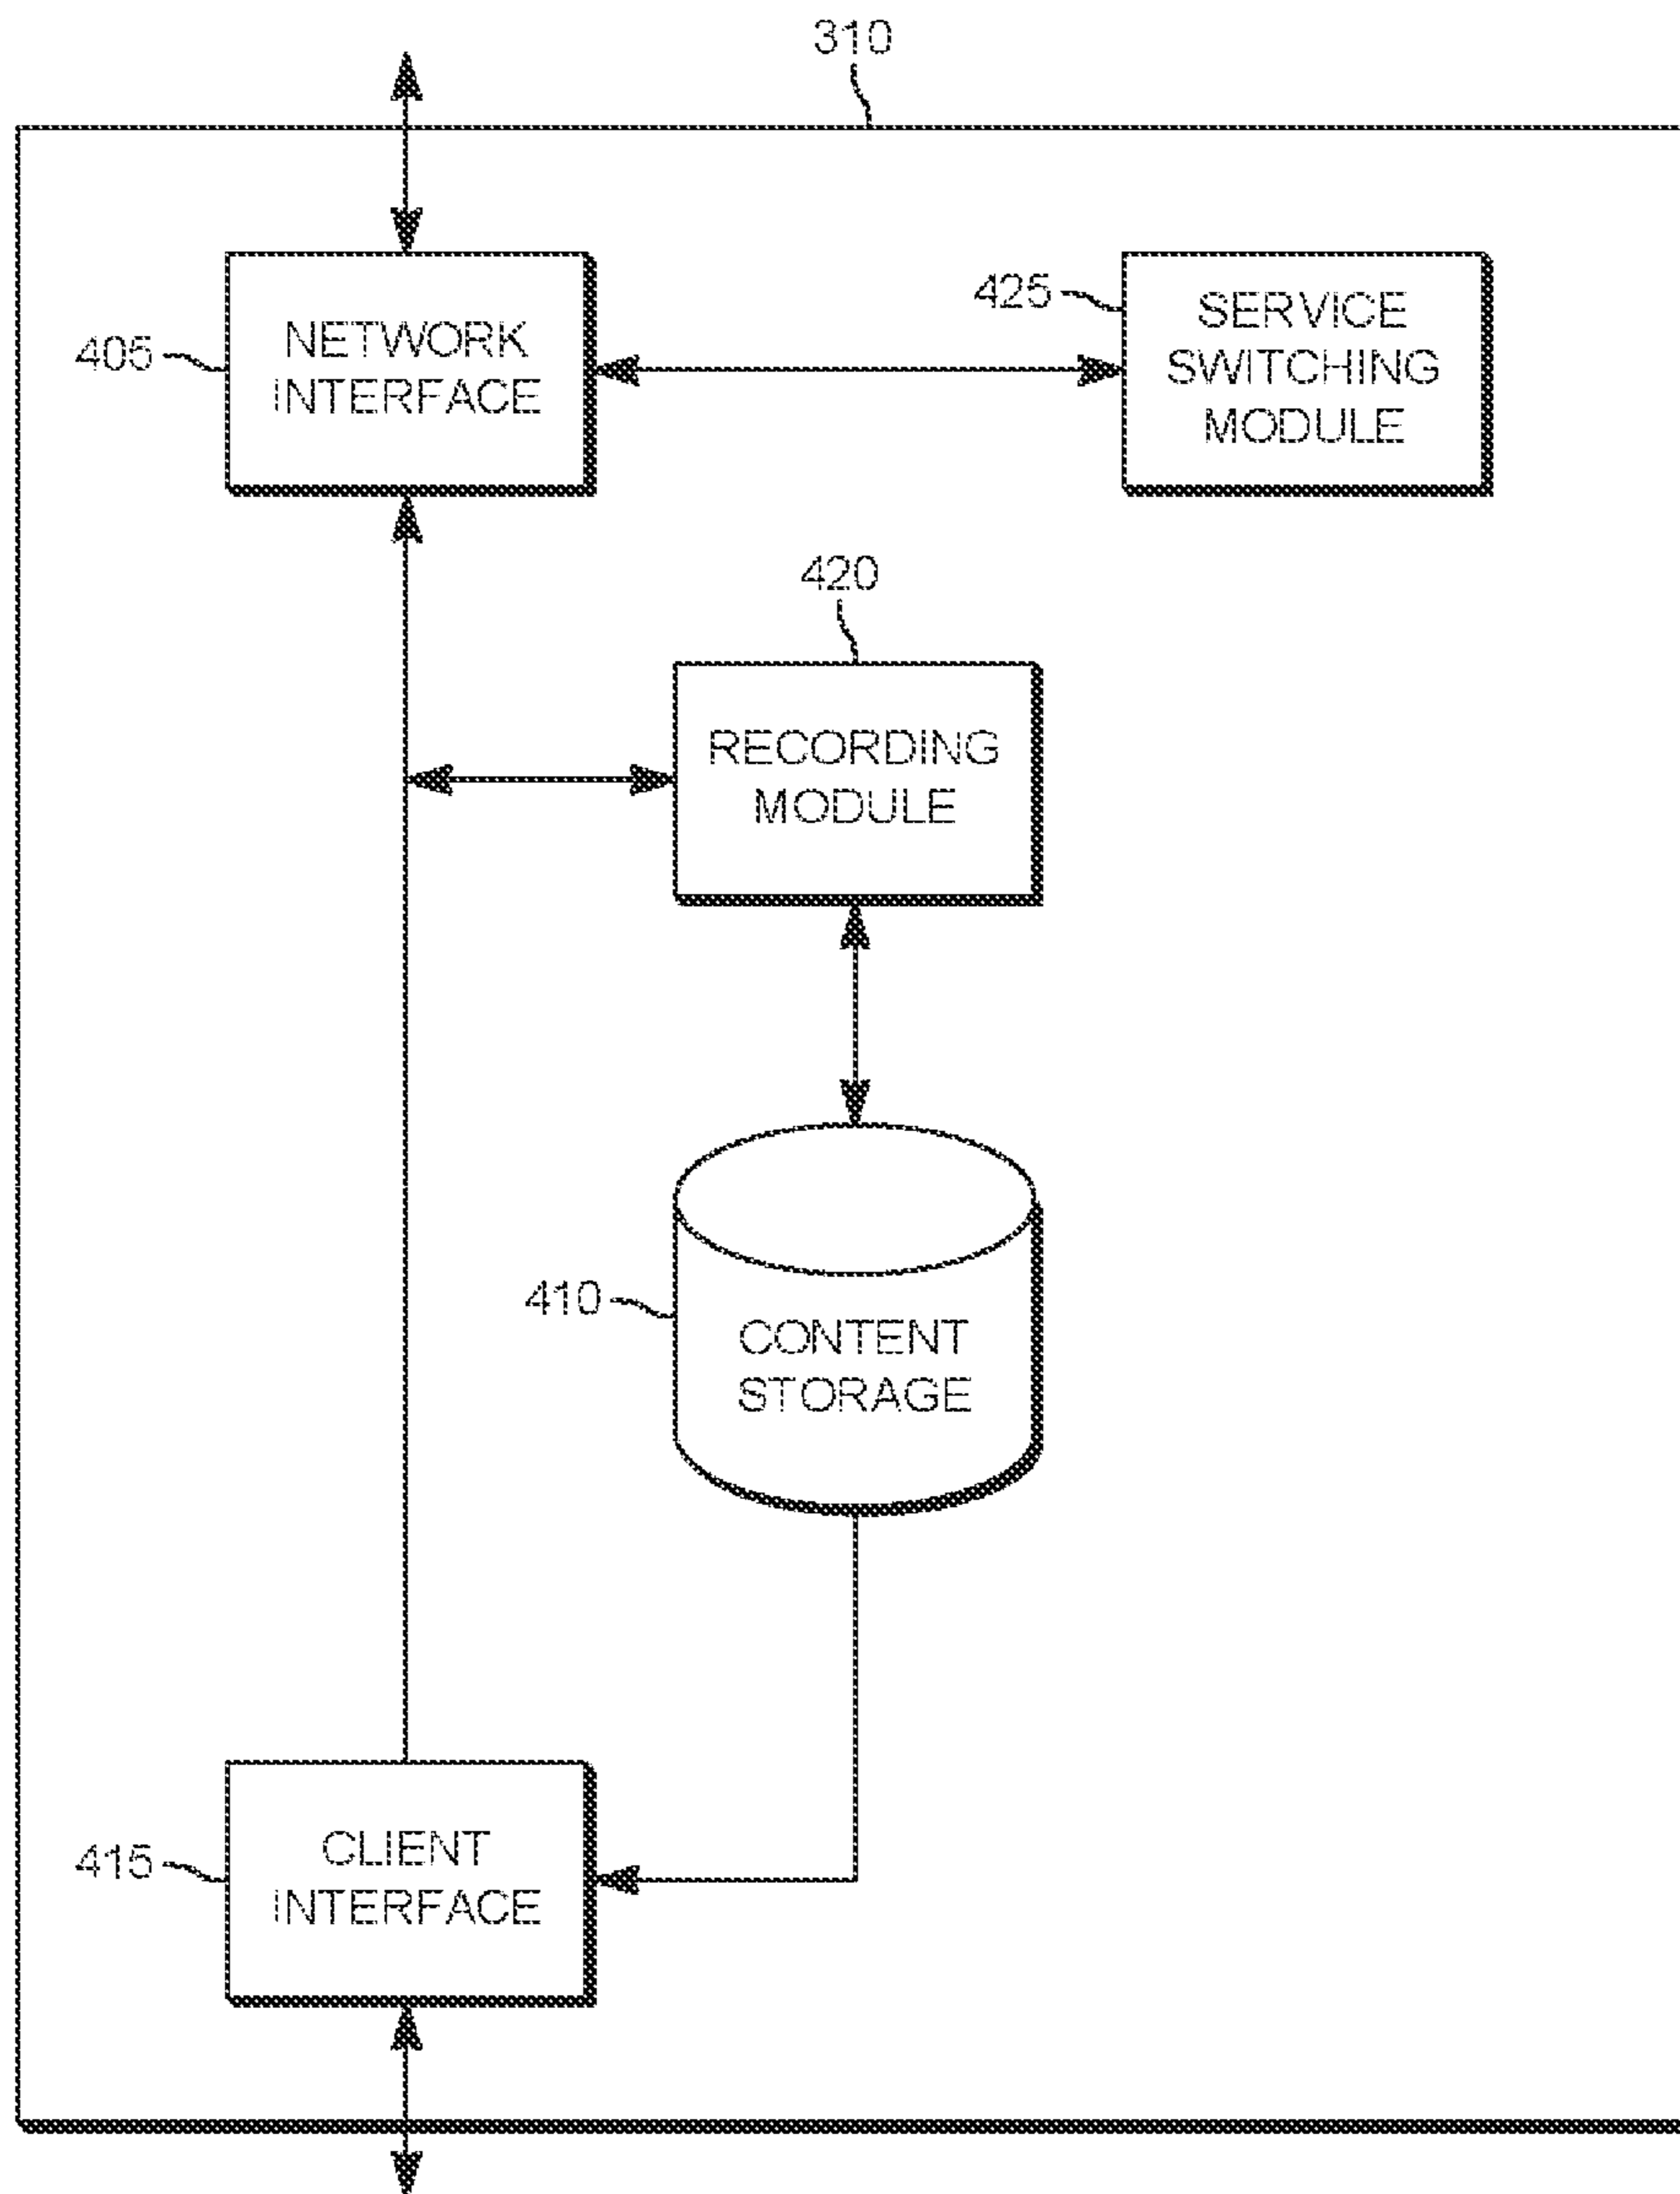 310
405
NETWORK
INTERFACE
425
SERVICE
SWITCHING
MODULE
420
RECORDING
MODULE
410
CONTENT
STORAGE
415
CLIENT
INTERFACE